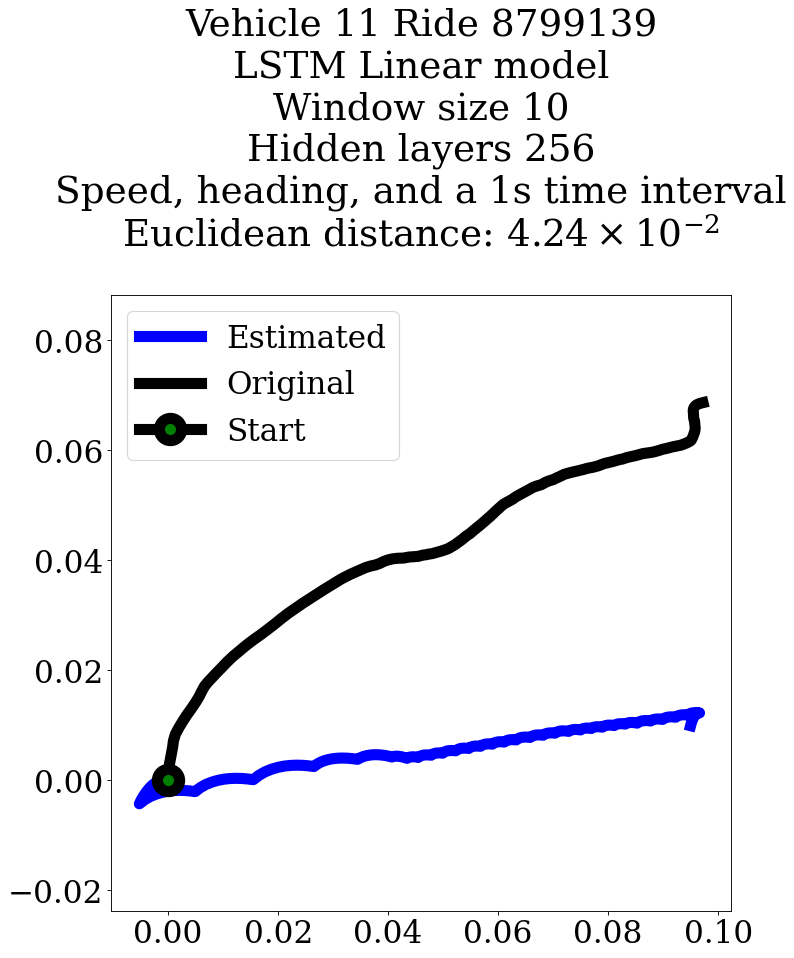 Vehicle 11 Ride 8799139
LSTM Linear model
Window size 10
Hidden layers 256
Speed, heading, and a 1s time interval
Euclidean distance: 4.24 × 10⁻²
Estimated
Original
Start
0.08
0.06
0.04
0.02
0.00
−0.02
0.00 0.02 0.04 0.06 0.08 0.10